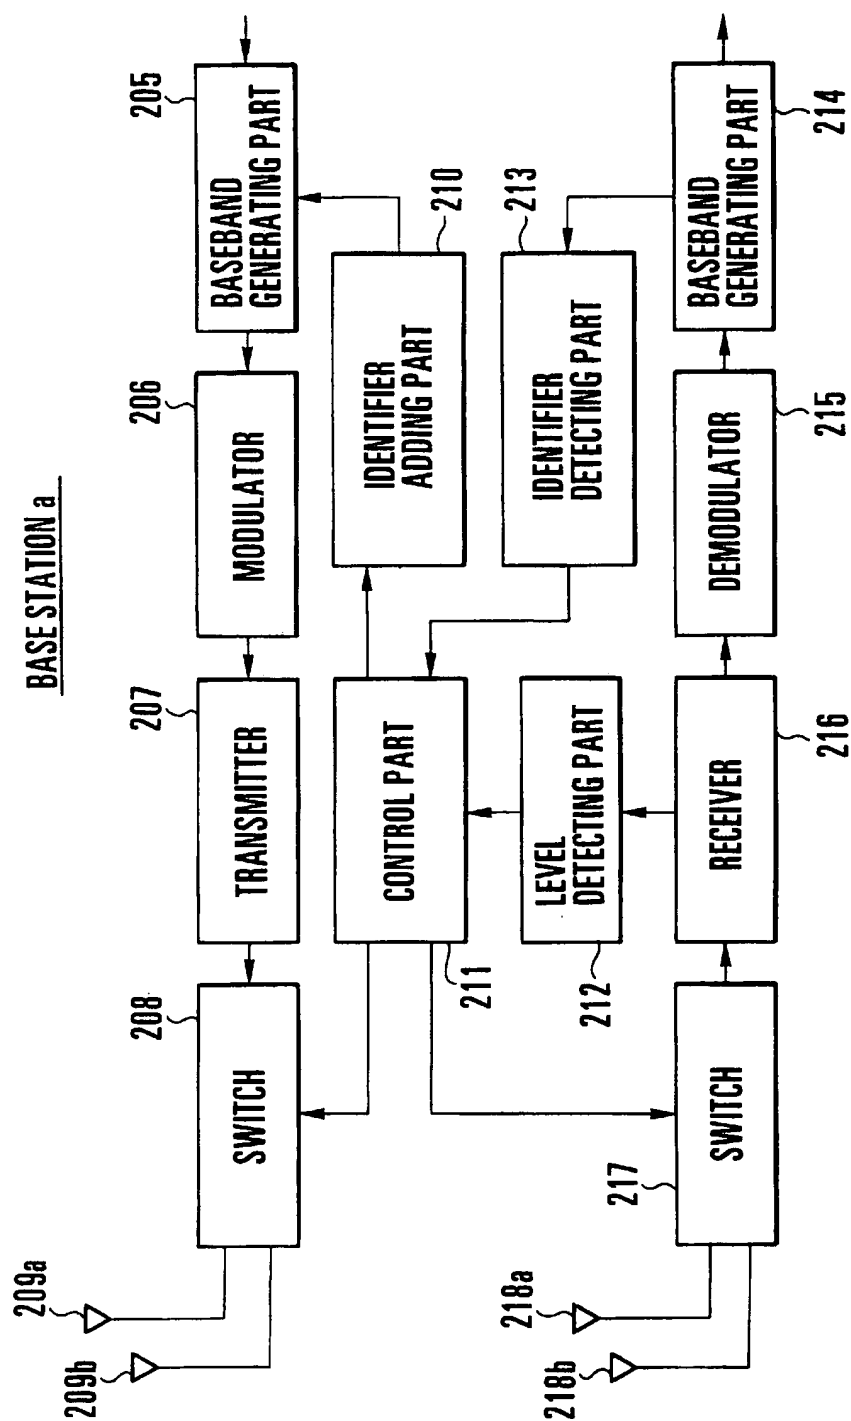 BASE STATION a
209a
209b
208
SWITCH
207
TRANSMITTER
206
MODULATOR
205
BASEBAND
GENERATING PART
211
CONTROL PART
IDENTIFIER
ADDING PART
210
212
LEVEL
DETECTING PART
IDENTIFIER
DETECTING PART
213
218a
218b
217
SWITCH
RECEIVER
216
DEMODULATOR
215
BASEBAND
GENERATING PART
214